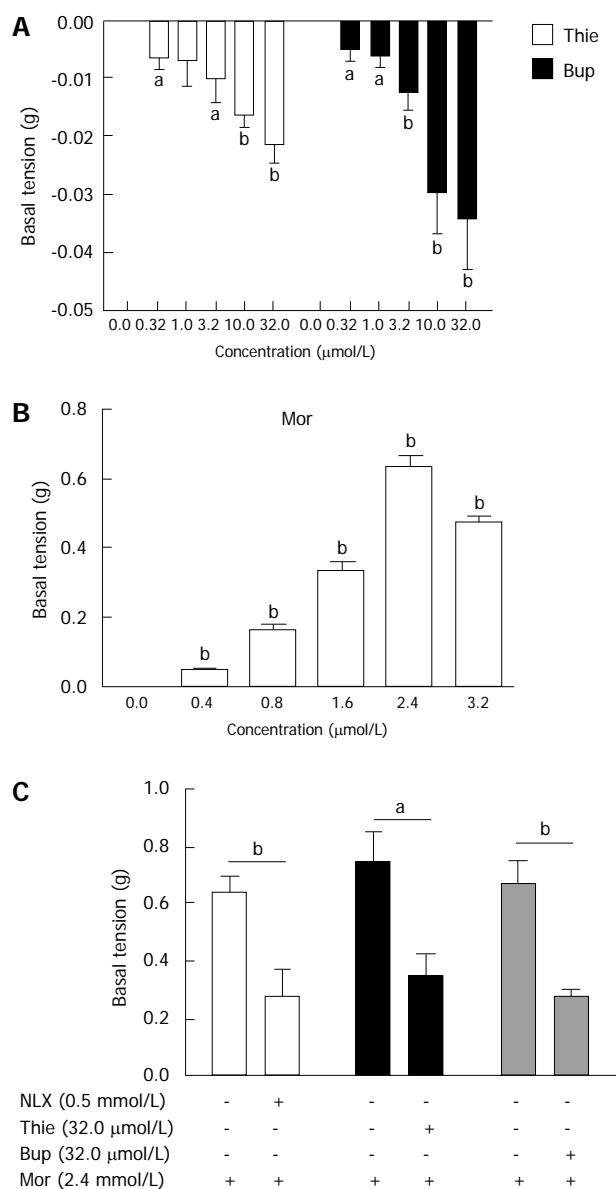 A
0.00
-0.01
-0.02
-0.03
-0.04
-0.05
Basal tension (g)
a a b b
a a b b b
Thie
Bup
0.0 0.32 1.0 3.2 10.0 32.0 0.0 0.32 1.0 3.2 10.0 32.0
Concentration (μmol/L)
B
Mor
0.8
0.6
0.4
0.2
0.0
Basal tension (g)
b b b b b
0.0 0.4 0.8 1.6 2.4 3.2
Concentration (μmol/L)
C
1.0
0.8
0.6
0.4
0.2
0.0
Basal tension (g)
b a b
NLX (0.5 mmol/L) - + - - - -
Thie (32.0 μmol/L) - - - + - -
Bup (32.0 μmol/L) - - - - - +
Mor (2.4 mmol/L) + + + + + +